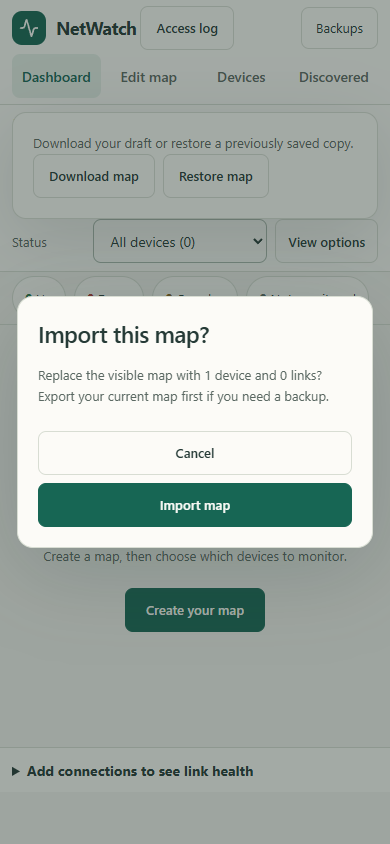 NetWatch
Access log
Backups
Dashboard
Edit map
Devices
Discovered
Download your draft or restore a previously saved copy.
Download map
Restore map
Status
All devices (0)
View options
Import this map?
Replace the visible map with 1 device and 0 links?
Export your current map first if you need a backup.
Cancel
Import map
Create a map, then choose which devices to monitor.
Create your map
Add connections to see link health